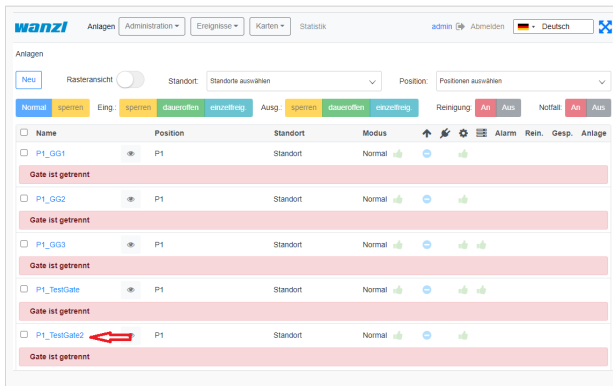 wanzl Anlagen Administration Ereignisse Karten Statistik admin Abmelden Deutsch
Anlagen
Neu Rasteransicht Standort: Standorte auswählen Position: Positionen auswählen
Normal sperren Eing.: sperren daueroffen einzelfreig. Ausg.: sperren daueroffen einzelfreig. Reinigung: An Aus Notfall: An Aus
Name Position Standort Modus Alarm Rein. Gesp. Anlage
P1_GG1 P1 Standort Normal
Gate ist getrennt
P1_GG2 P1 Standort Normal
Gate ist getrennt
P1_GG3 P1 Standort Normal
Gate ist getrennt
P1_TestGate P1 Standort Normal
Gate ist getrennt
P1_TestGate2 P1 Standort Normal
Gate ist getrennt